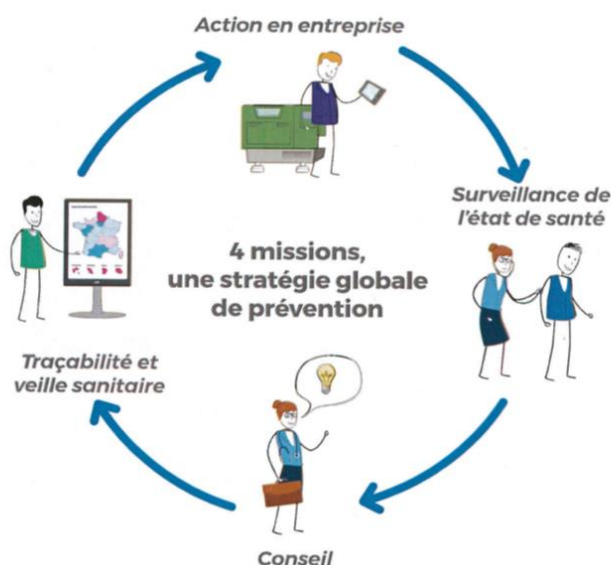 Action en entreprise
Surveillance de
l'état de santé
4 missions,
une stratégie globale
de prévention
Traçabilité et
veille sanitaire
Conseil